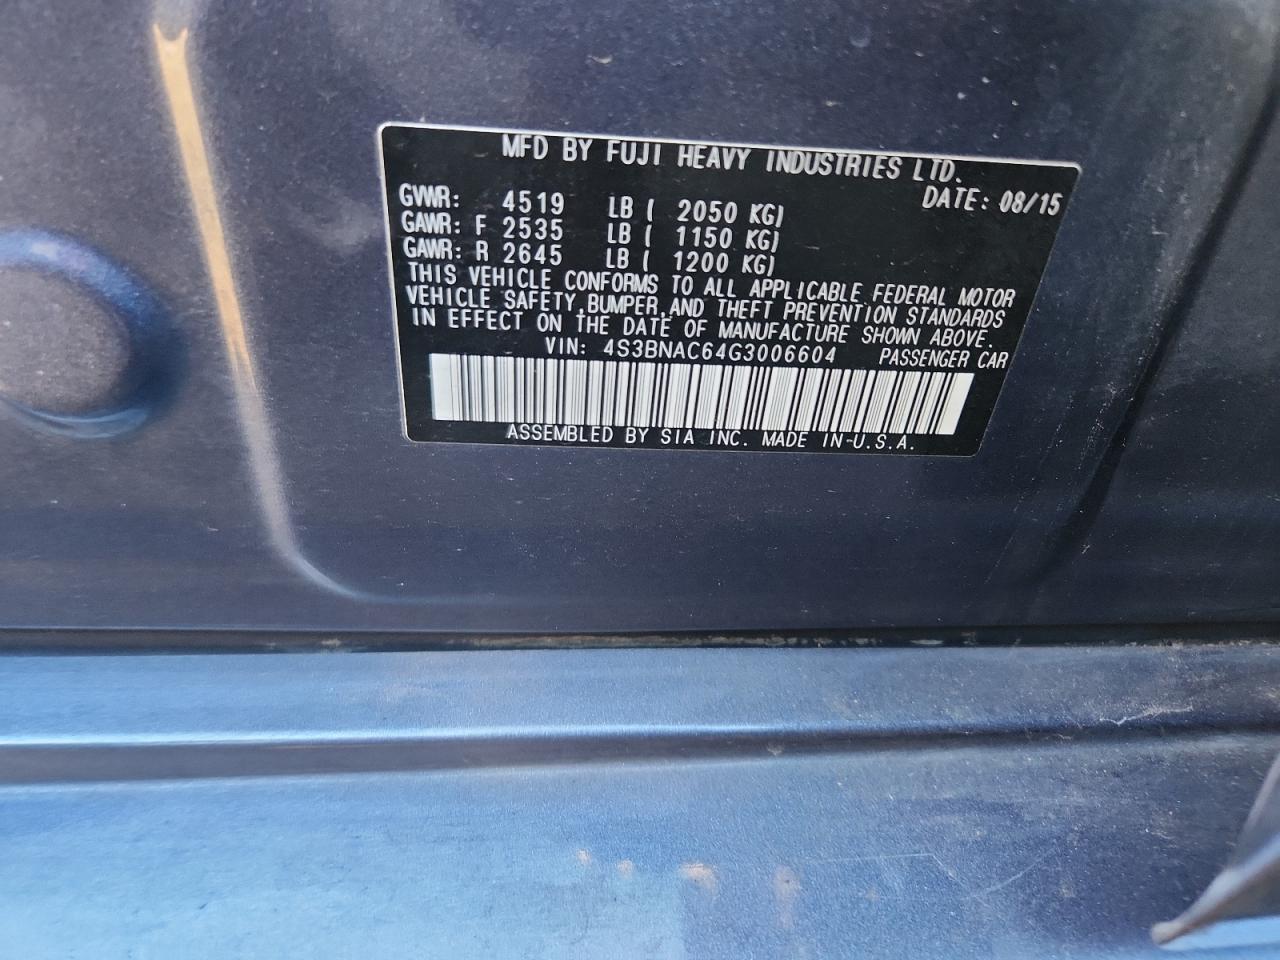 MFD BY FUJI HEAVY INDUSTRIES LTD.
DATE: 08/15
GVWR: 4519 LB ( 2050 KG)
GAWR: F 2535 LB ( 1150 KG)
GAWR: R 2645 LB ( 1200 KG)
THIS VEHICLE CONFORMS TO ALL APPLICABLE FEDERAL MOTOR
VEHICLE SAFETY,BUMPER,AND THEFT PREVENTION STANDARDS
IN EFFECT ON THE DATE OF MANUFACTURE SHOWN ABOVE.
VIN: 4S3BNAC64G3006604 PASSENGER CAR
ASSEMBLED BY SIA INC. MADE IN-U.S.A.